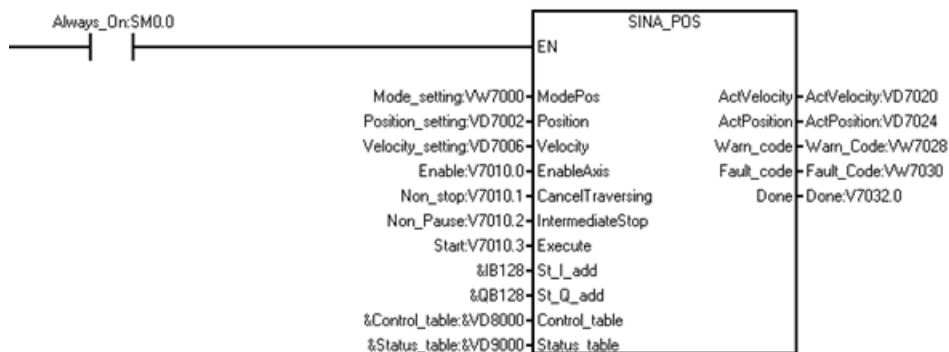 Always_On:SM0.0
SINA_POS
EN
Mode_setting:VW7000 ModePos ActVelocity ActVelocity:VD7020
Position_setting:VD7002 Position ActPosition ActPosition:VD7024
Velocity_setting:VD7006 Velocity Warn_code Warn_Code:VW7028
Enable:V7010.0 EnableAxis Fault_code Fault_Code:VW7030
Non_stop:V7010.1 CancelTraversing Done Done:V7032.0
Non_Pause:V7010.2 IntermediateStop
Start:V7010.3 Execute
&IB128 St_I_add
&QB128 St_Q_add
&Control_table:&VD8000 Control_table
&Status_table:&VD9000 Status_table